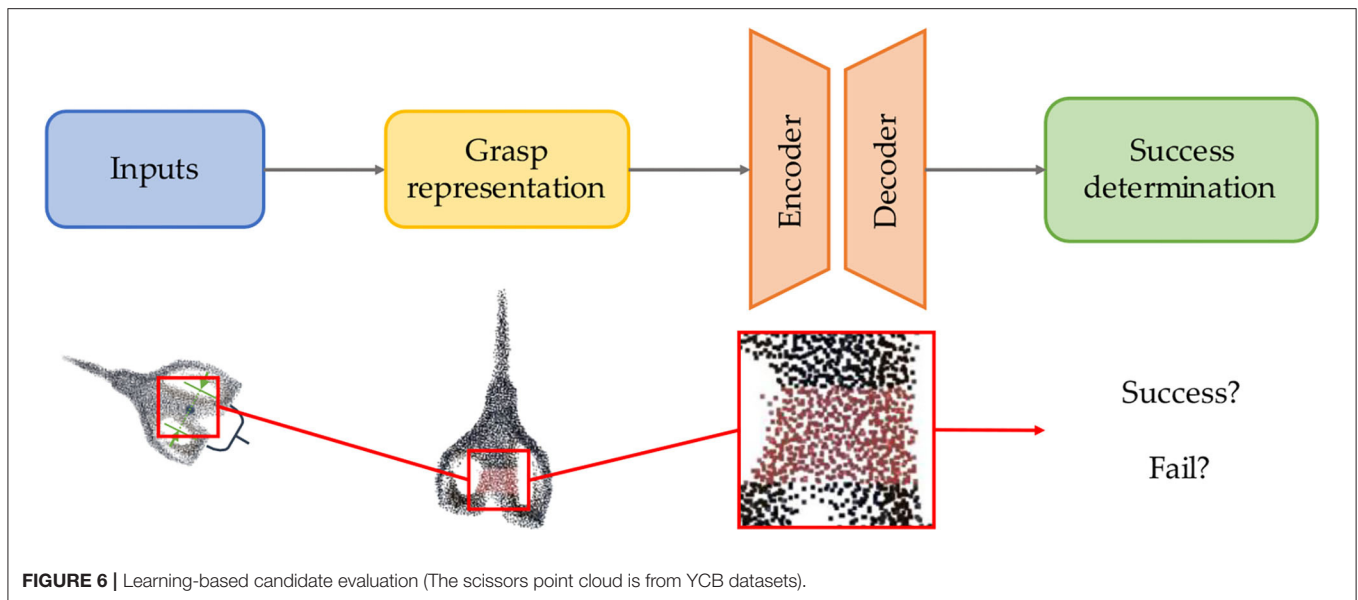 Inputs
Grasp
representation
Encoder
Decoder
Success
determination
Success?
Fail?
FIGURE 6 | Learning-based candidate evaluation (The scissors point cloud is from YCB datasets).